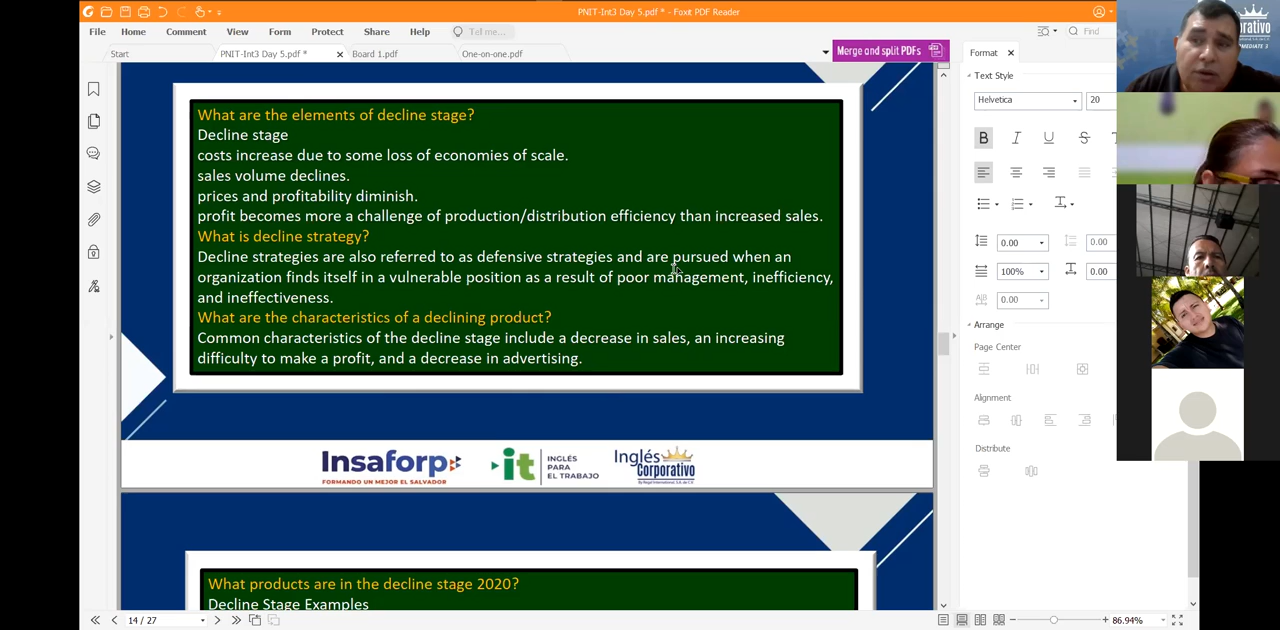 PNIT-Int3 Day 5.pdf * - Foxit PDF Reader
File Home Comment View Form Protect Share Help Tell me... Find
Start PNIT-Int3 Day 5.pdf * Board 1.pdf One-on-one.pdf
Merge and split PDFs
Format
Text Style
Helvetica 20
0.00 0.00
100% 0.00
0.00
Arrange
Page Center
Alignment
Distribute
What are the elements of decline stage?
Decline stage
costs increase due to some loss of economies of scale.
sales volume declines.
prices and profitability diminish.
profit becomes more a challenge of production/distribution efficiency than increased sales.
What is decline strategy?
Decline strategies are also referred to as defensive strategies and are pursued when an
organization finds itself in a vulnerable position as a result of poor management, inefficiency,
and ineffectiveness.
What are the characteristics of a declining product?
Common characteristics of the decline stage include a decrease in sales, an increasing
difficulty to make a profit, and a decrease in advertising.
Insaforp
FORMANDO UN MEJOR EL SALVADOR
it
INGLÉS
PARA
EL TRABAJO
Inglés
Corporativo
What products are in the decline stage 2020?
Decline Stage Examples
14 / 27
86.94%